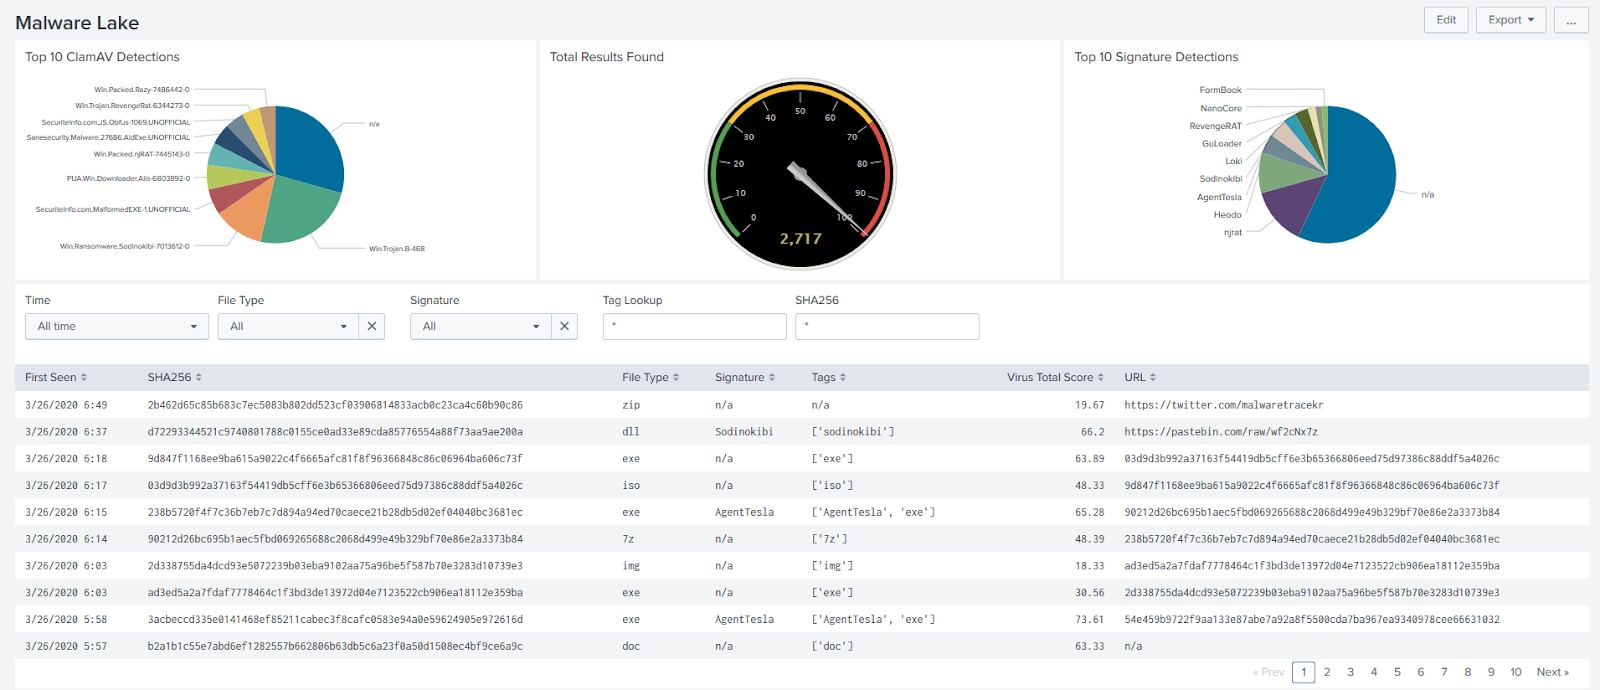 Malware Lake
Edit
Export
...
Top 10 ClamAV Detections
Win.Packed.Razy-7486442-0
Win.Trojan.RevengeRat-6344273-0
SecuriteInfo.com.JS.Obfus-1069.UNOFFICIAL
Sanesecurity.Malware.27686.AidExe.UNOFFICIAL
Win.Packed.njRAT-7445143-0
PUA.Win.Downloader.Alis-6803892-0
SecuriteInfo.com.MalformedEXE-1.UNOFFICIAL
Win.Ransomware.Sodinokibi-7013612-0
n/a
Win.Trojan.B-468
Total Results Found
0
10
20
30
40
50
60
70
80
90
100
2,717
Top 10 Signature Detections
FormBook
NanoCore
RevengeRAT
GuLoader
Loki
Sodinokibi
AgentTesla
Heodo
njrat
n/a
Time File Type Signature Tag Lookup SHA256
All time All All * *
First Seen SHA256 File Type Signature Tags Virus Total Score URL
3/26/2020 6:49 2b462d65c85b683c7ec5083b802dd523cf03906814833acb0c23ca4c60b90c86 zip n/a n/a 19.67 https://twitter.com/malwaretracekr
3/26/2020 6:37 d72293344521c9740801788c0155ce0ad33e89cda85776554a88f73aa9ae200a dll Sodinokibi ['sodinokibi'] 66.2 https://pastebin.com/raw/wf2cNx7z
3/26/2020 6:18 9d847f1168ee9ba615a9022c4f6665afc81f8f96366848c86c06964ba606c73f exe n/a ['exe'] 63.89 03d9d3b992a37163f54419db5cff6e3b65366806eed75d97386c88ddf5a4026c
3/26/2020 6:17 03d9d3b992a37163f54419db5cff6e3b65366806eed75d97386c88ddf5a4026c iso n/a ['iso'] 48.33 9d847f1168ee9ba615a9022c4f6665afc81f8f96366848c86c06964ba606c73f
3/26/2020 6:15 238b5720f4f7c36b7eb7c7d894a94ed70caece21b28db5d02ef04040bc3681ec exe AgentTesla ['AgentTesla', 'exe'] 65.28 90212d26bc695b1aec5fbd069265688c2068d499e49b329bf70e86e2a3373b84
3/26/2020 6:14 90212d26bc695b1aec5fbd069265688c2068d499e49b329bf70e86e2a3373b84 7z n/a ['7z'] 48.39 238b5720f4f7c36b7eb7c7d894a94ed70caece21b28db5d02ef04040bc3681ec
3/26/2020 6:03 2d338755da4dcd93e5072239b03eba9102aa75a96be5f587b70e3283d10739e3 img n/a ['img'] 18.33 ad3ed5a2a7fdaf7778464c1f3bd3de13972d04e7123522cb906ea18112e359ba
3/26/2020 6:03 ad3ed5a2a7fdaf7778464c1f3bd3de13972d04e7123522cb906ea18112e359ba exe n/a ['exe'] 30.56 2d338755da4dcd93e5072239b03eba9102aa75a96be5f587b70e3283d10739e3
3/26/2020 5:58 3acbeccd335e0141468ef85211cabec3f8cafc0583e94a0e59624905e972616d exe AgentTesla ['AgentTesla', 'exe'] 73.61 54e459b9722f9aa133e87abe7a92a8f5500cda7ba967ea9340978cee66631032
3/26/2020 5:57 b2a1b1c55e7abd6ef1282557b662806b63db5c6a23f0a50d1508ec4bf9ce6a9c doc n/a ['doc'] 63.33 n/a
« Prev 1 2 3 4 5 6 7 8 9 10 Next »